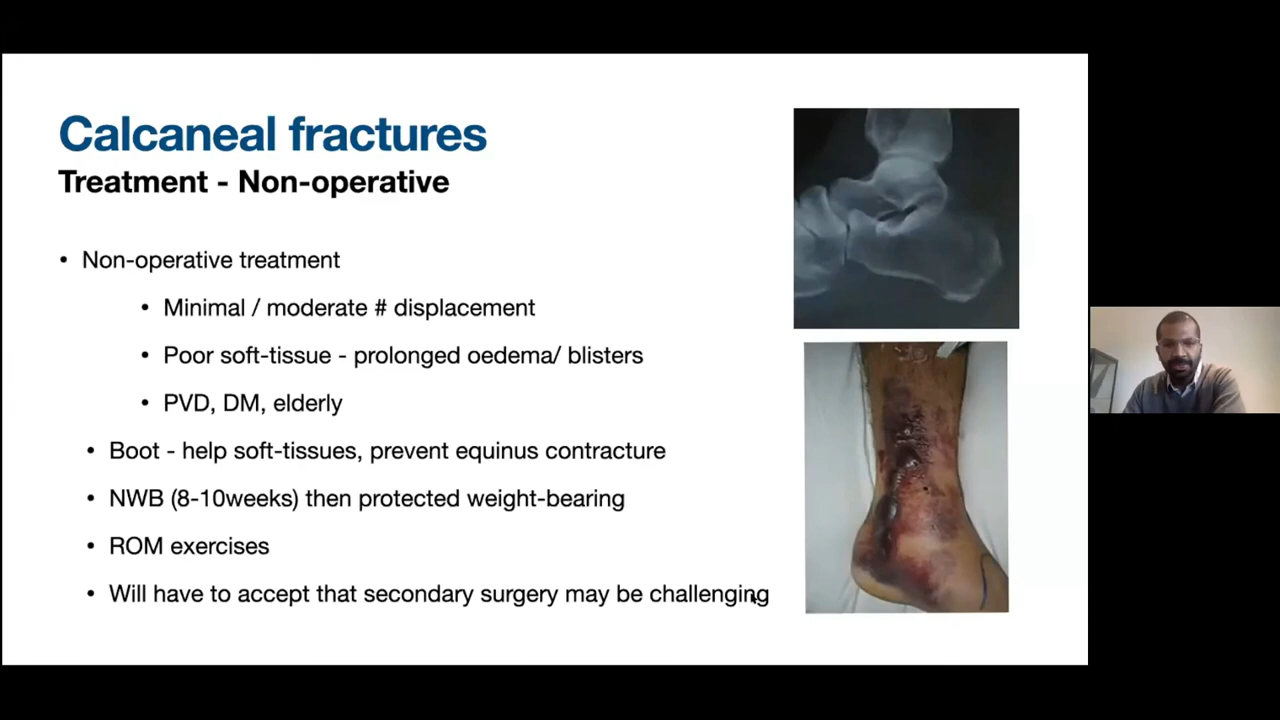 Calcaneal fractures
Treatment - Non-operative
• Non-operative treatment
• Minimal / moderate # displacement
• Poor soft-tissue - prolonged oedema/ blisters
• PVD, DM, elderly
• Boot - help soft-tissues, prevent equinus contracture
• NWB (8-10weeks) then protected weight-bearing
• ROM exercises
• Will have to accept that secondary surgery may be challenging